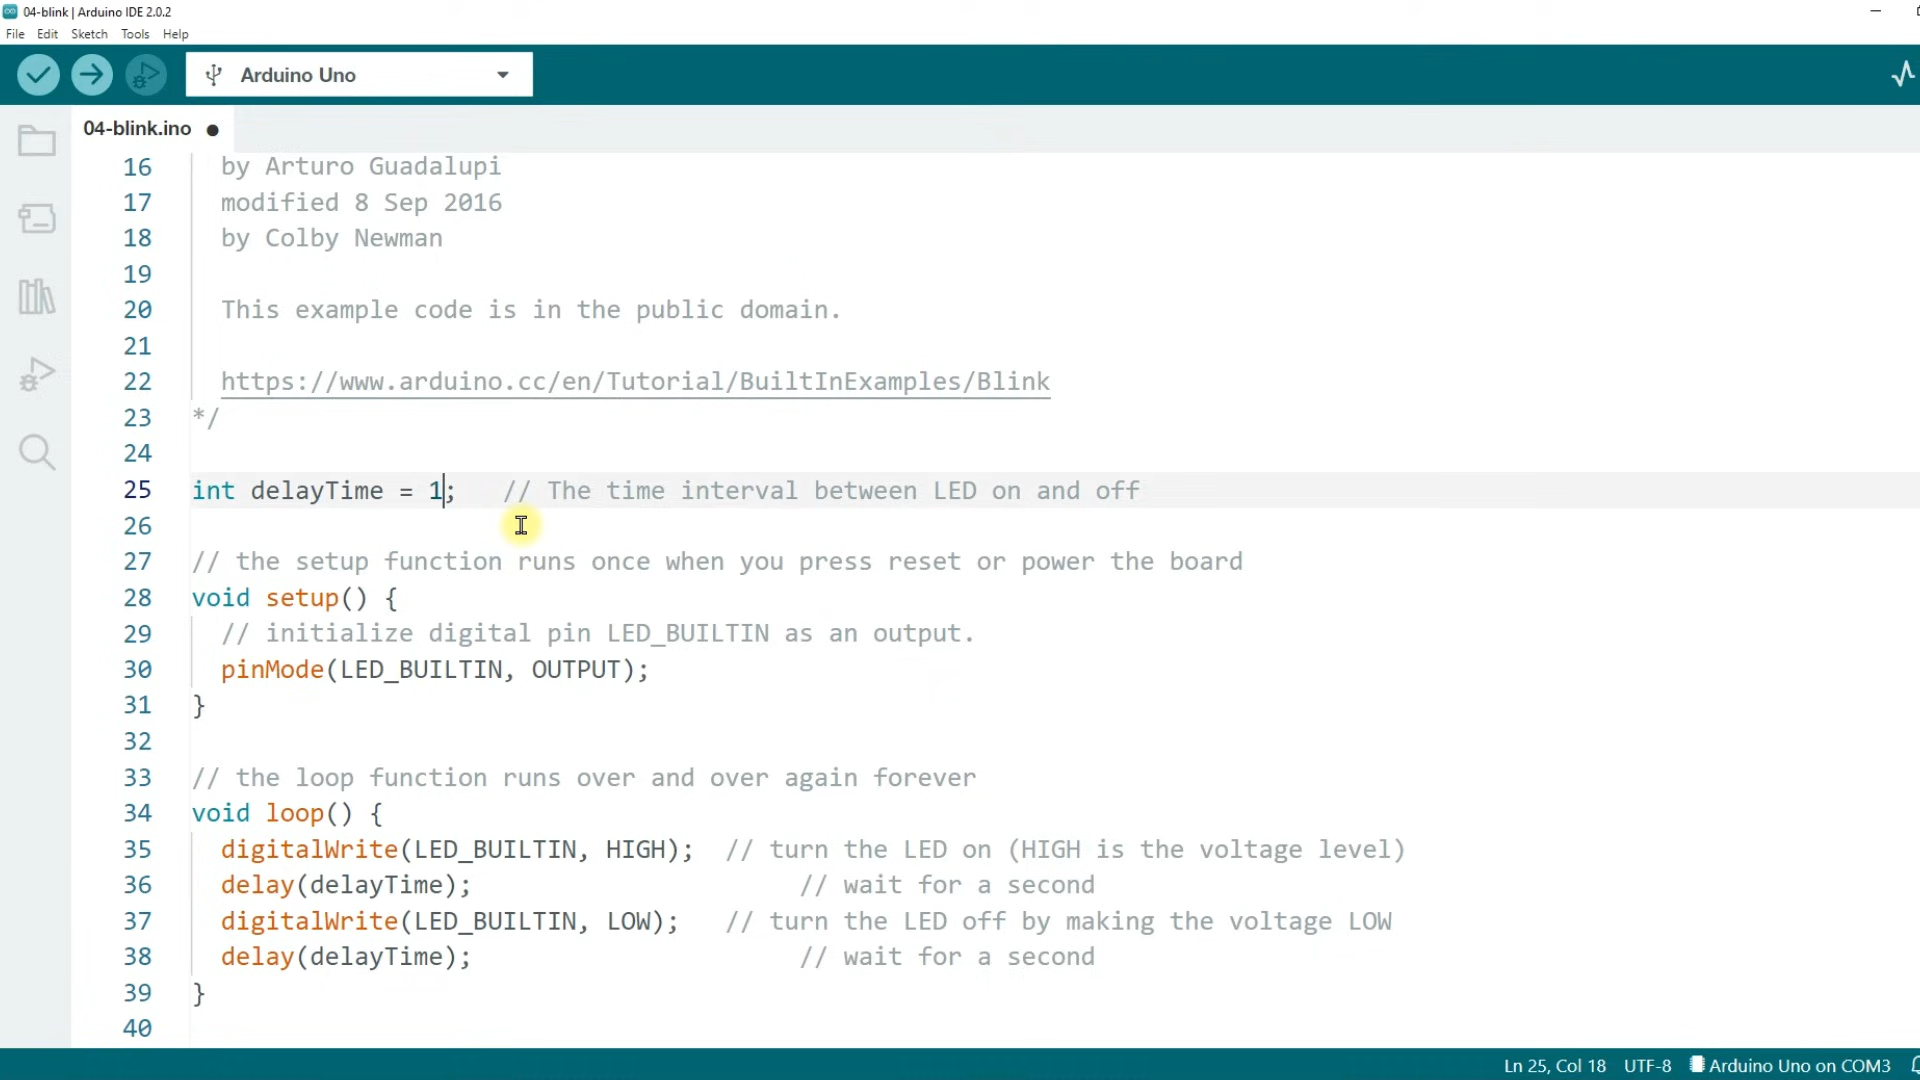 04-blink | Arduino IDE 2.0.2
File Edit Sketch Tools Help
Arduino Uno
04-blink.ino
16 by Arturo Guadalupi
17 modified 8 Sep 2016
18 by Colby Newman
19
20 This example code is in the public domain.
21
22 https://www.arduino.cc/en/Tutorial/BuiltInExamples/Blink
23 */
24
25 int delayTime = 1; // The time interval between LED on and off
26
27 // the setup function runs once when you press reset or power the board
28 void setup() {
29 // initialize digital pin LED_BUILTIN as an output.
30 pinMode(LED_BUILTIN, OUTPUT);
31 }
32
33 // the loop function runs over and over again forever
34 void loop() {
35 digitalWrite(LED_BUILTIN, HIGH); // turn the LED on (HIGH is the voltage level)
36 delay(delayTime); // wait for a second
37 digitalWrite(LED_BUILTIN, LOW); // turn the LED off by making the voltage LOW
38 delay(delayTime); // wait for a second
39 }
40
Ln 25, Col 18 UTF-8 Arduino Uno on COM3